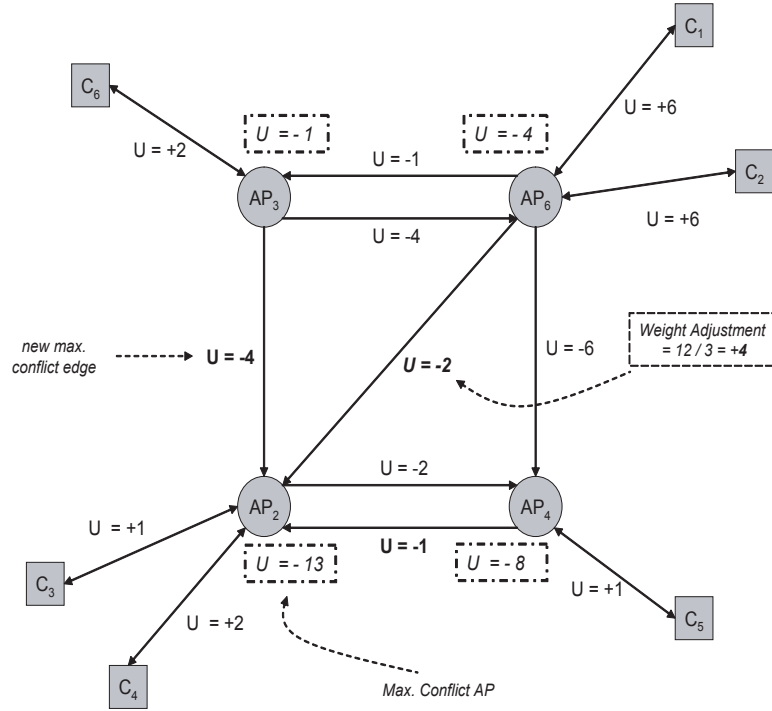 C1
C6
U = - 1
U = - 4
U = +6
U = +2
U = -1
C2
AP3
AP6
U = -4
U = +6
new max.
conflict edge
U = -4
U = -2
U = -6
Weight Adjustment
= 12 / 3 = +4
U = -2
AP2
AP4
U = +1
U = -1
U = - 13
U = - 8
C3
U = +1
C5
U = +2
C4
Max. Conflict AP